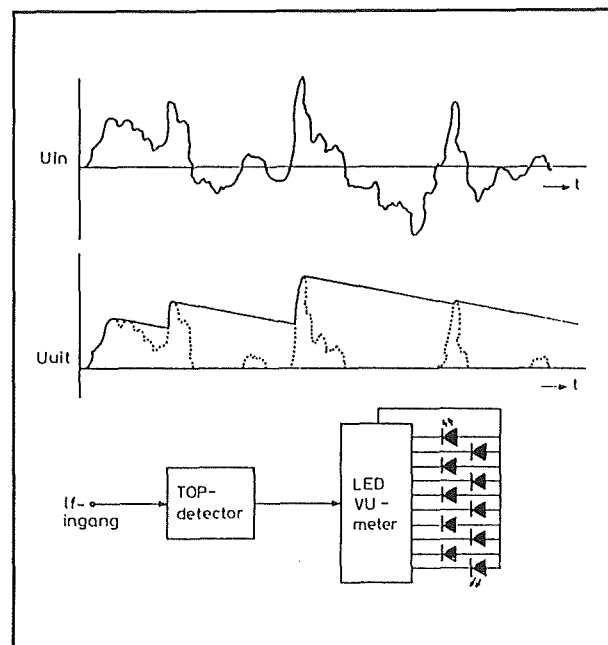 Uin
t
Uuit
t
lf-
ingang
TOP-
detector
LED
VU-
meter